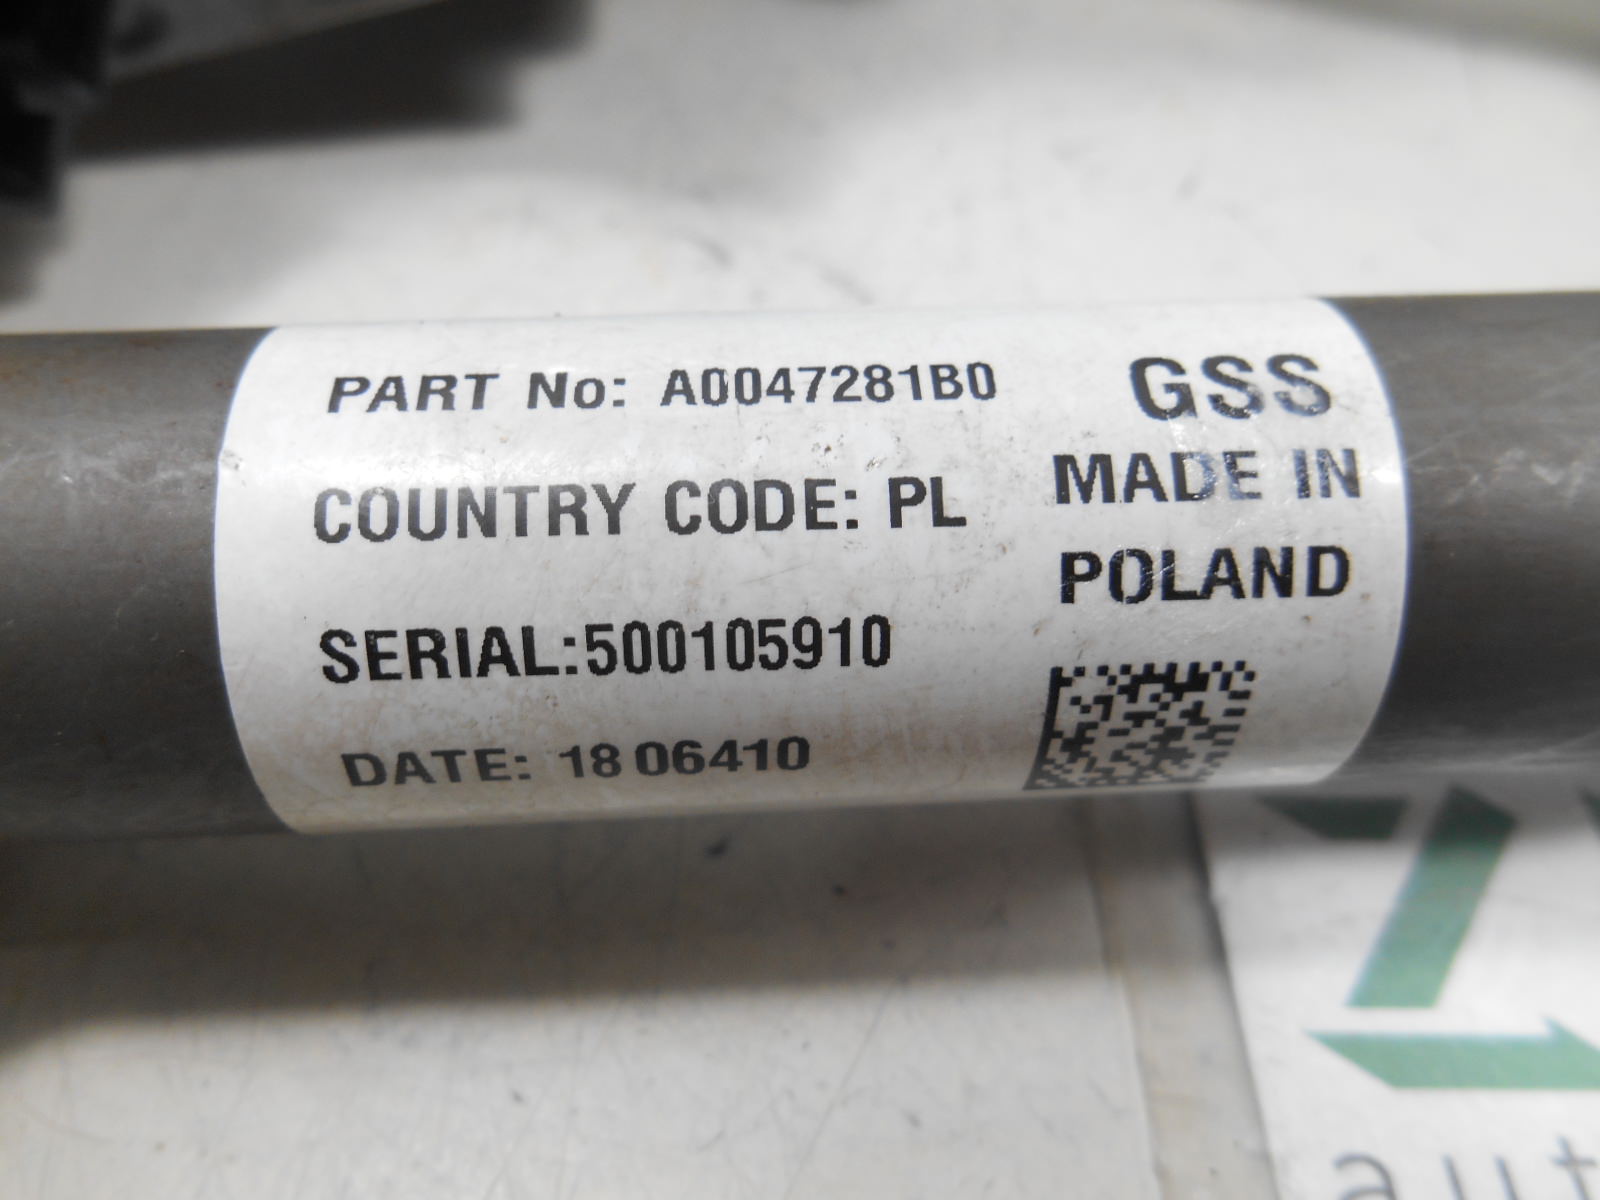 PART No: A0047281B0
COUNTRY CODE: PL
SERIAL:500105910
DATE: 18 06410
GSS
MADE IN
POLAND